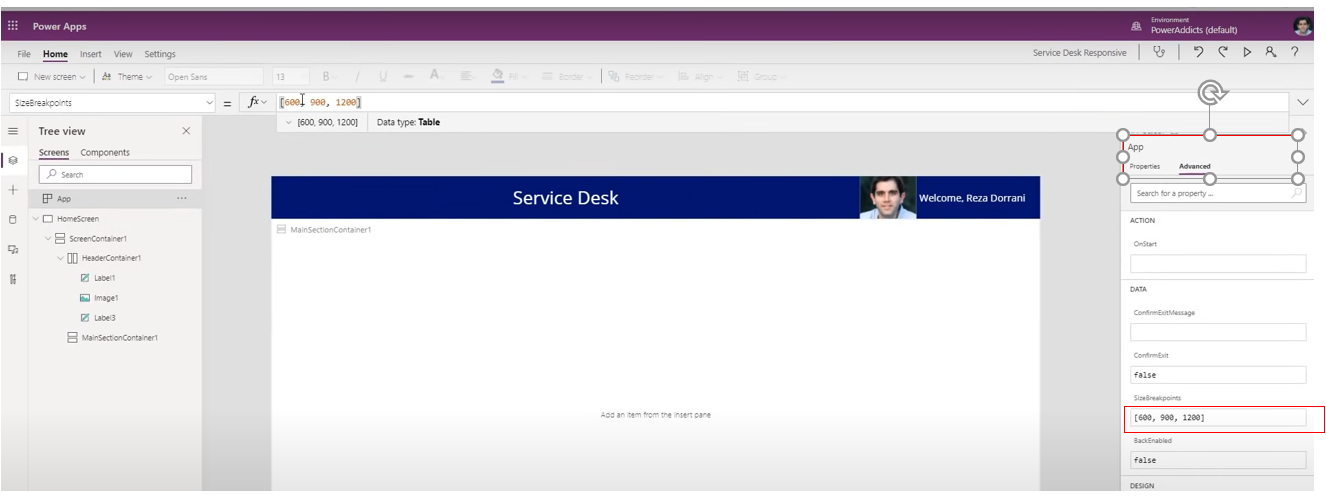 Power Apps
Environment
PowerAddicts (default)
File Home Insert View Settings
Service Desk Responsive
New screen Theme Open Sans 13 B / U A Fill Border Reorder Align Group
SizeBreakpoints = fx [600, 900, 1200]
[600, 900, 1200] Data type: Table
Tree view
Screens Components
Search
App
HomeScreen
ScreenContainer1
HeaderContainer1
Label1
Image1
Label3
MainSectionContainer1
Service Desk
Welcome, Reza Dorrani
MainSectionContainer1
Add an item from the Insert pane
App
Properties Advanced
Search for a property ...
ACTION
OnStart
DATA
ConfirmExitMessage
ConfirmExit
false
SizeBreakpoints
[600, 900, 1200]
BackEnabled
false
DESIGN